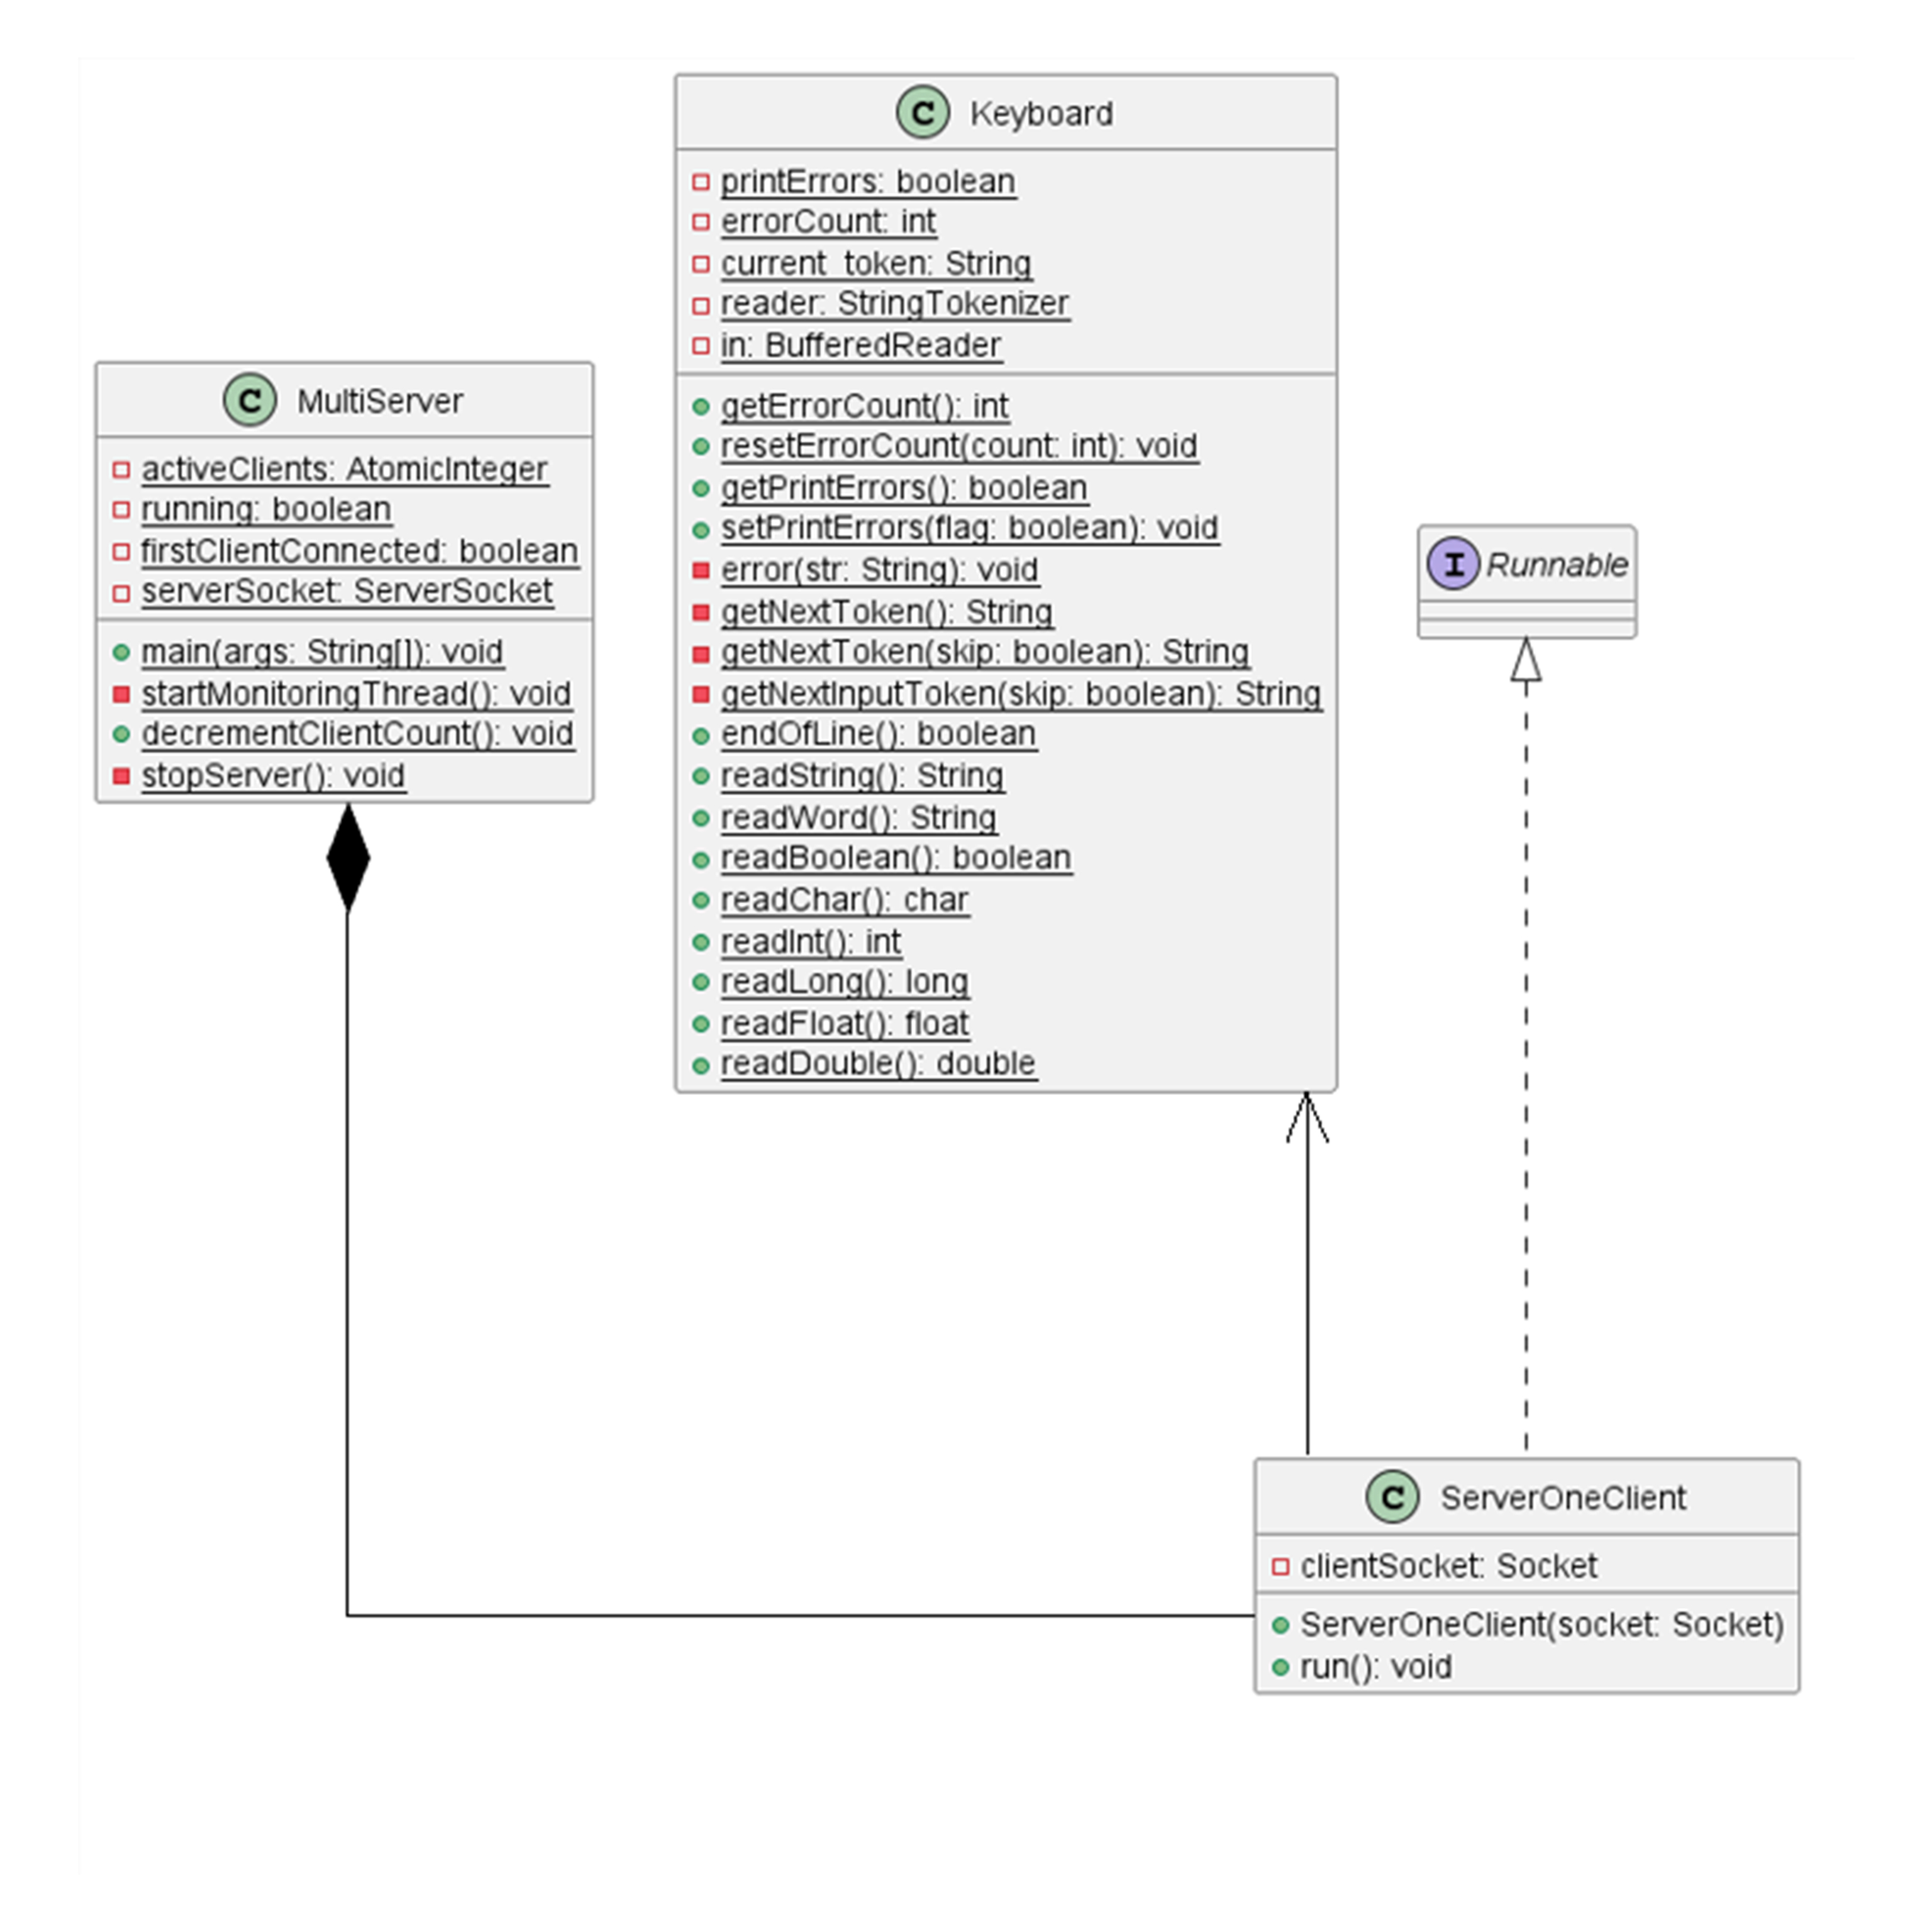 C Keyboard
printErrors: boolean
errorCount: int
current_token: String
reader: StringTokenizer
in: BufferedReader
getErrorCount(): int
resetErrorCount(count: int): void
getPrintErrors(): boolean
setPrintErrors(flag: boolean): void
error(str: String): void
getNextToken(): String
getNextToken(skip: boolean): String
getNextInputToken(skip: boolean): String
endOfLine(): boolean
readString(): String
readWord(): String
readBoolean(): boolean
readChar(): char
readInt(): int
readLong(): long
readFloat(): float
readDouble(): double
C MultiServer
activeClients: AtomicInteger
running: boolean
firstClientConnected: boolean
serverSocket: ServerSocket
main(args: String[]): void
startMonitoringThread(): void
decrementClientCount(): void
stopServer(): void
I Runnable
C ServerOneClient
clientSocket: Socket
ServerOneClient(socket: Socket)
run(): void